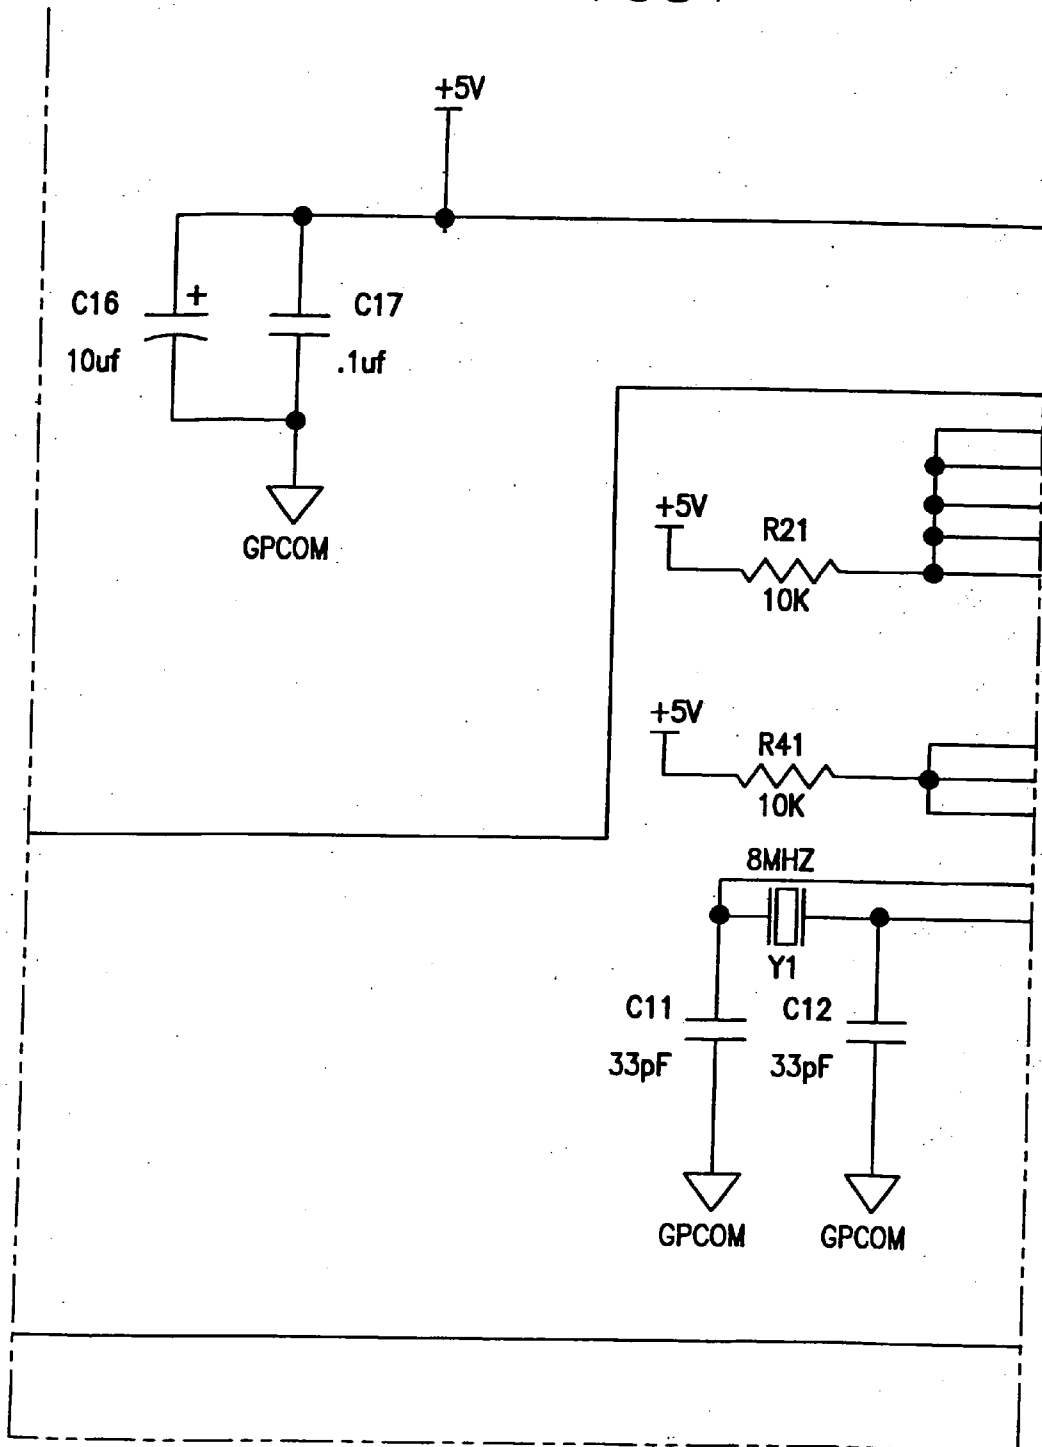 +5V
C16
+
C17
10uf
.1uf
GPCOM
+5V
R21
10K
+5V
R41
10K
8MHZ
Y1
C11
C12
33pF
33pF
GPCOM
GPCOM